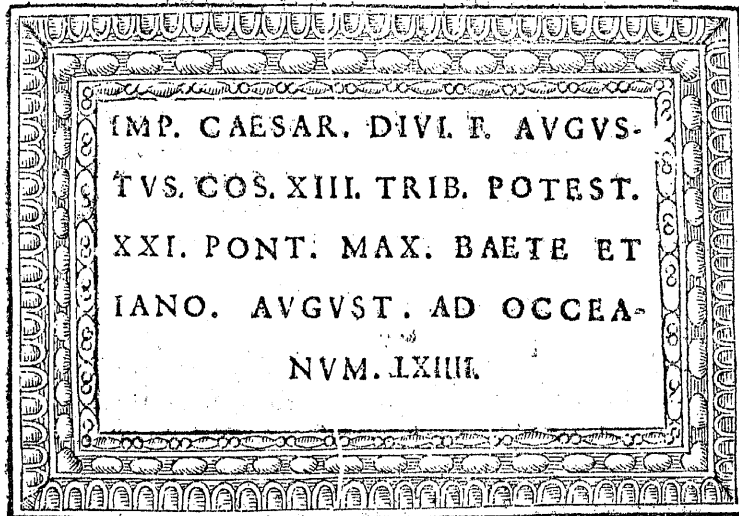 IMP. CAESAR. DIVI. F. AVGVS-
TVS. COS. XIII. TRIB. POTEST.
XXI. PONT. MAX. BAETE ET
IANO. AVGVST. AD OCCEA-
NVM. LXIIII.